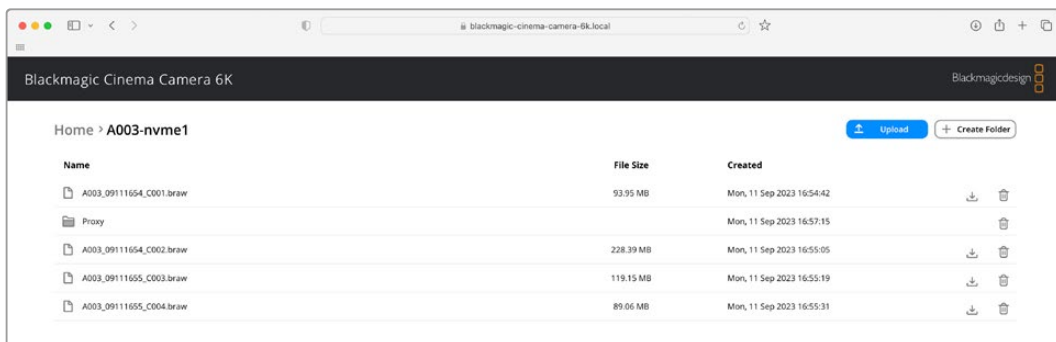 blackmagic-cinema-camera-6k.local
Blackmagic Cinema Camera 6K
Blackmagicdesign
Home > A003-nvme1
Upload
+ Create Folder
Name File Size Created
A003_09111654_C001.braw 93.95 MB Mon, 11 Sep 2023 16:54:42
Proxy Mon, 11 Sep 2023 16:57:15
A003_09111654_C002.braw 228.39 MB Mon, 11 Sep 2023 16:55:05
A003_09111655_C003.braw 119.15 MB Mon, 11 Sep 2023 16:55:19
A003_09111655_C004.braw 89.06 MB Mon, 11 Sep 2023 16:55:31